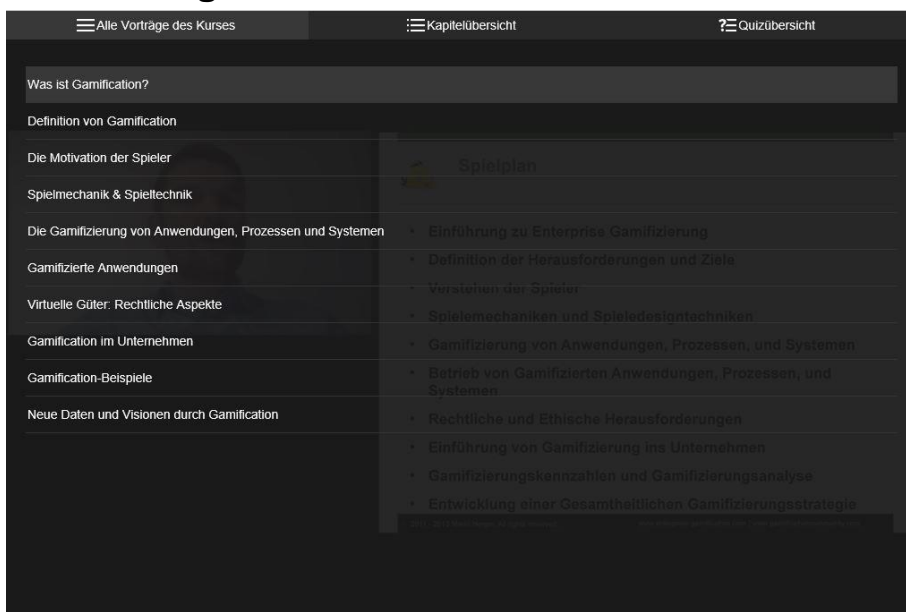 Alle Vorträge des Kurses
Kapitelübersicht
Quizübersicht
Was ist Gamification?
Definition von Gamification
Die Motivation der Spieler
Spielmechanik & Spieltechnik
Die Gamifizierung von Anwendungen, Prozessen und Systemen
Gamifizierte Anwendungen
Virtuelle Güter: Rechtliche Aspekte
Gamification im Unternehmen
Gamification-Beispiele
Neue Daten und Visionen durch Gamification
Spielplan
• Einführung zu Enterprise Gamifizierung
• Definition der Herausforderungen und Ziele
• Verstehen der Spieler
• Spielemechaniken und Spieledesigntechniken
• Gamifizierung von Anwendungen, Prozessen, und Systemen
• Betrieb von Gamifizierten Anwendungen, Prozessen, und
Systemen
• Rechtliche und Ethische Herausforderungen
• Einführung von Gamifizierung ins Unternehmen
• Gamifizierungskennzahlen und Gamifizierungsanalyse
• Entwicklung einer Gesamtheitlichen Gamifizierungsstrategie